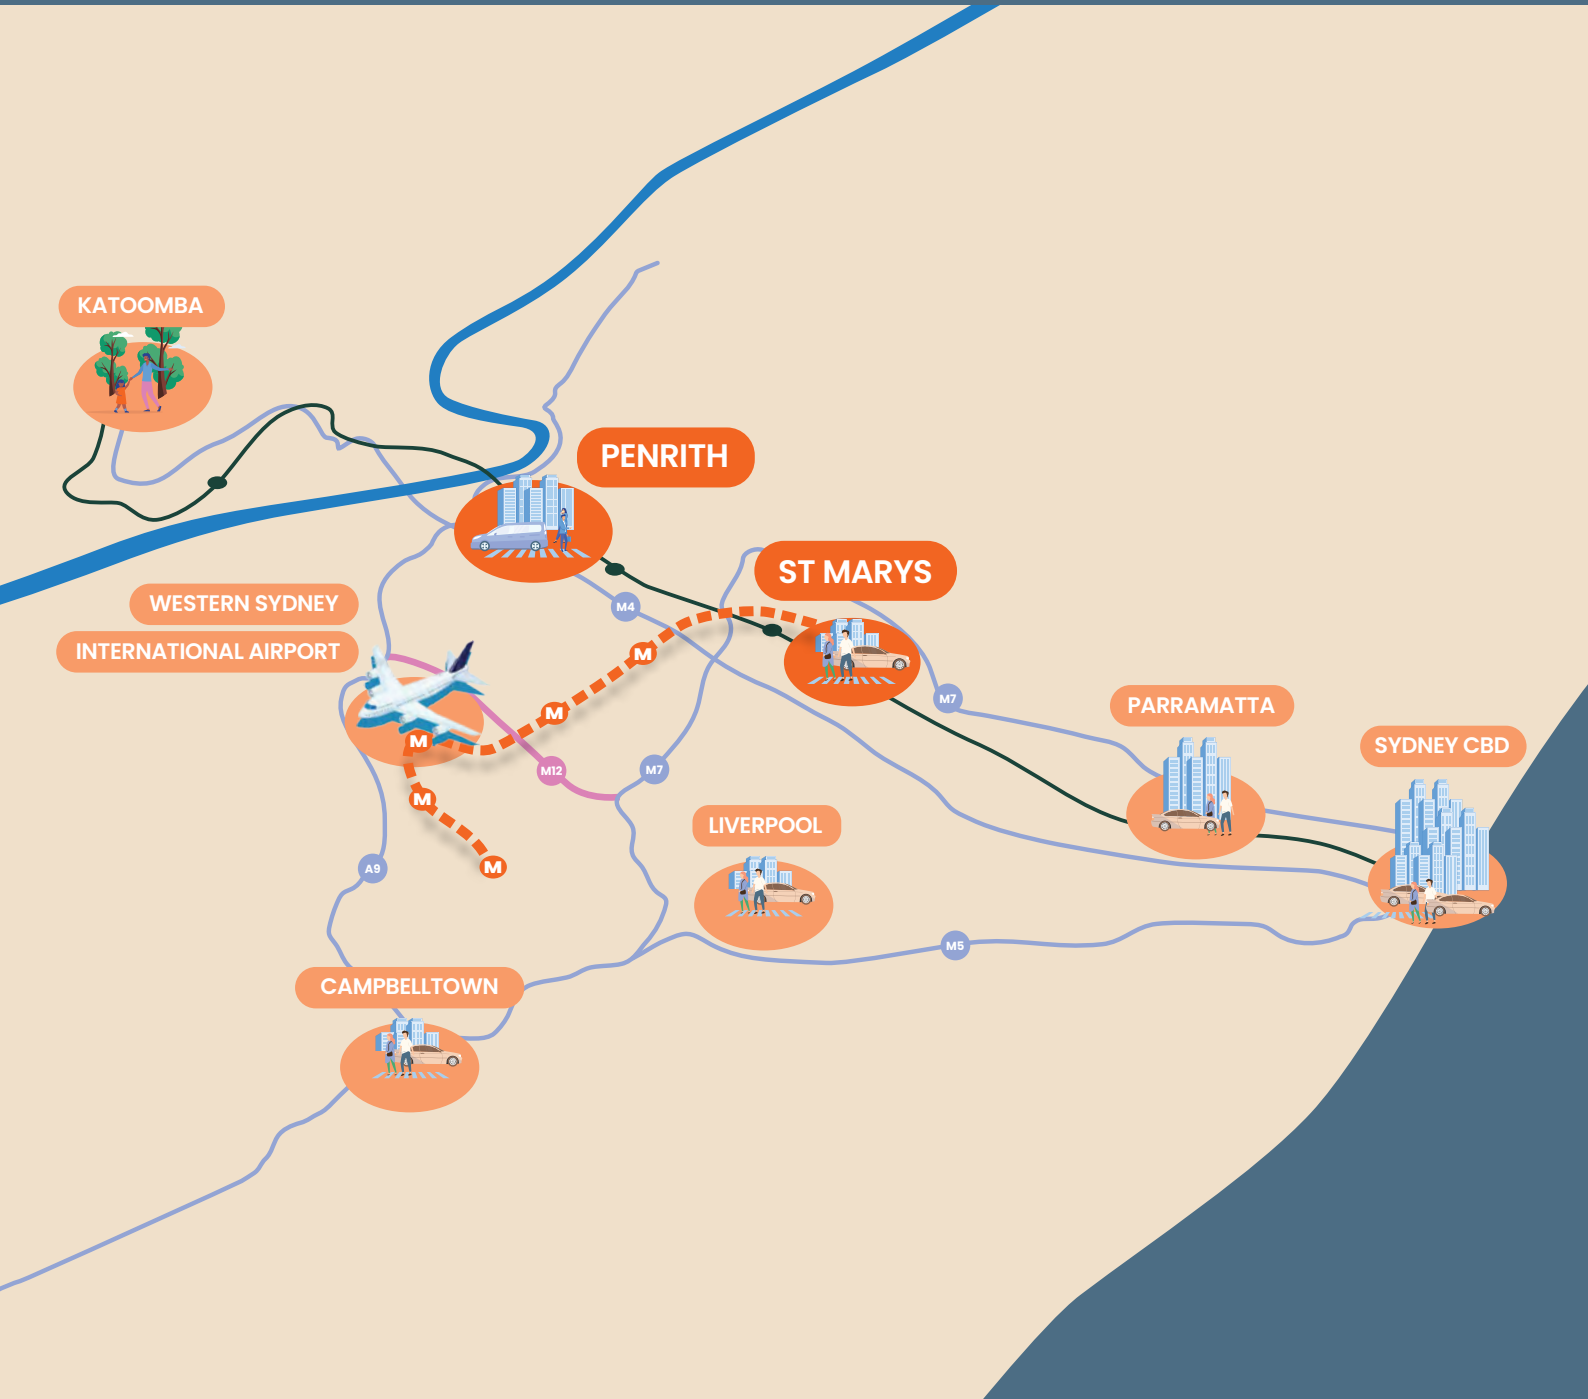 KATOOMBA
PENRITH
ST MARYS
WESTERN SYDNEY
INTERNATIONAL AIRPORT
M4
M
M
M
M
M
M12
M7
M7
PARRAMATTA
SYDNEY CBD
LIVERPOOL
A9
M5
CAMPBELLTOWN